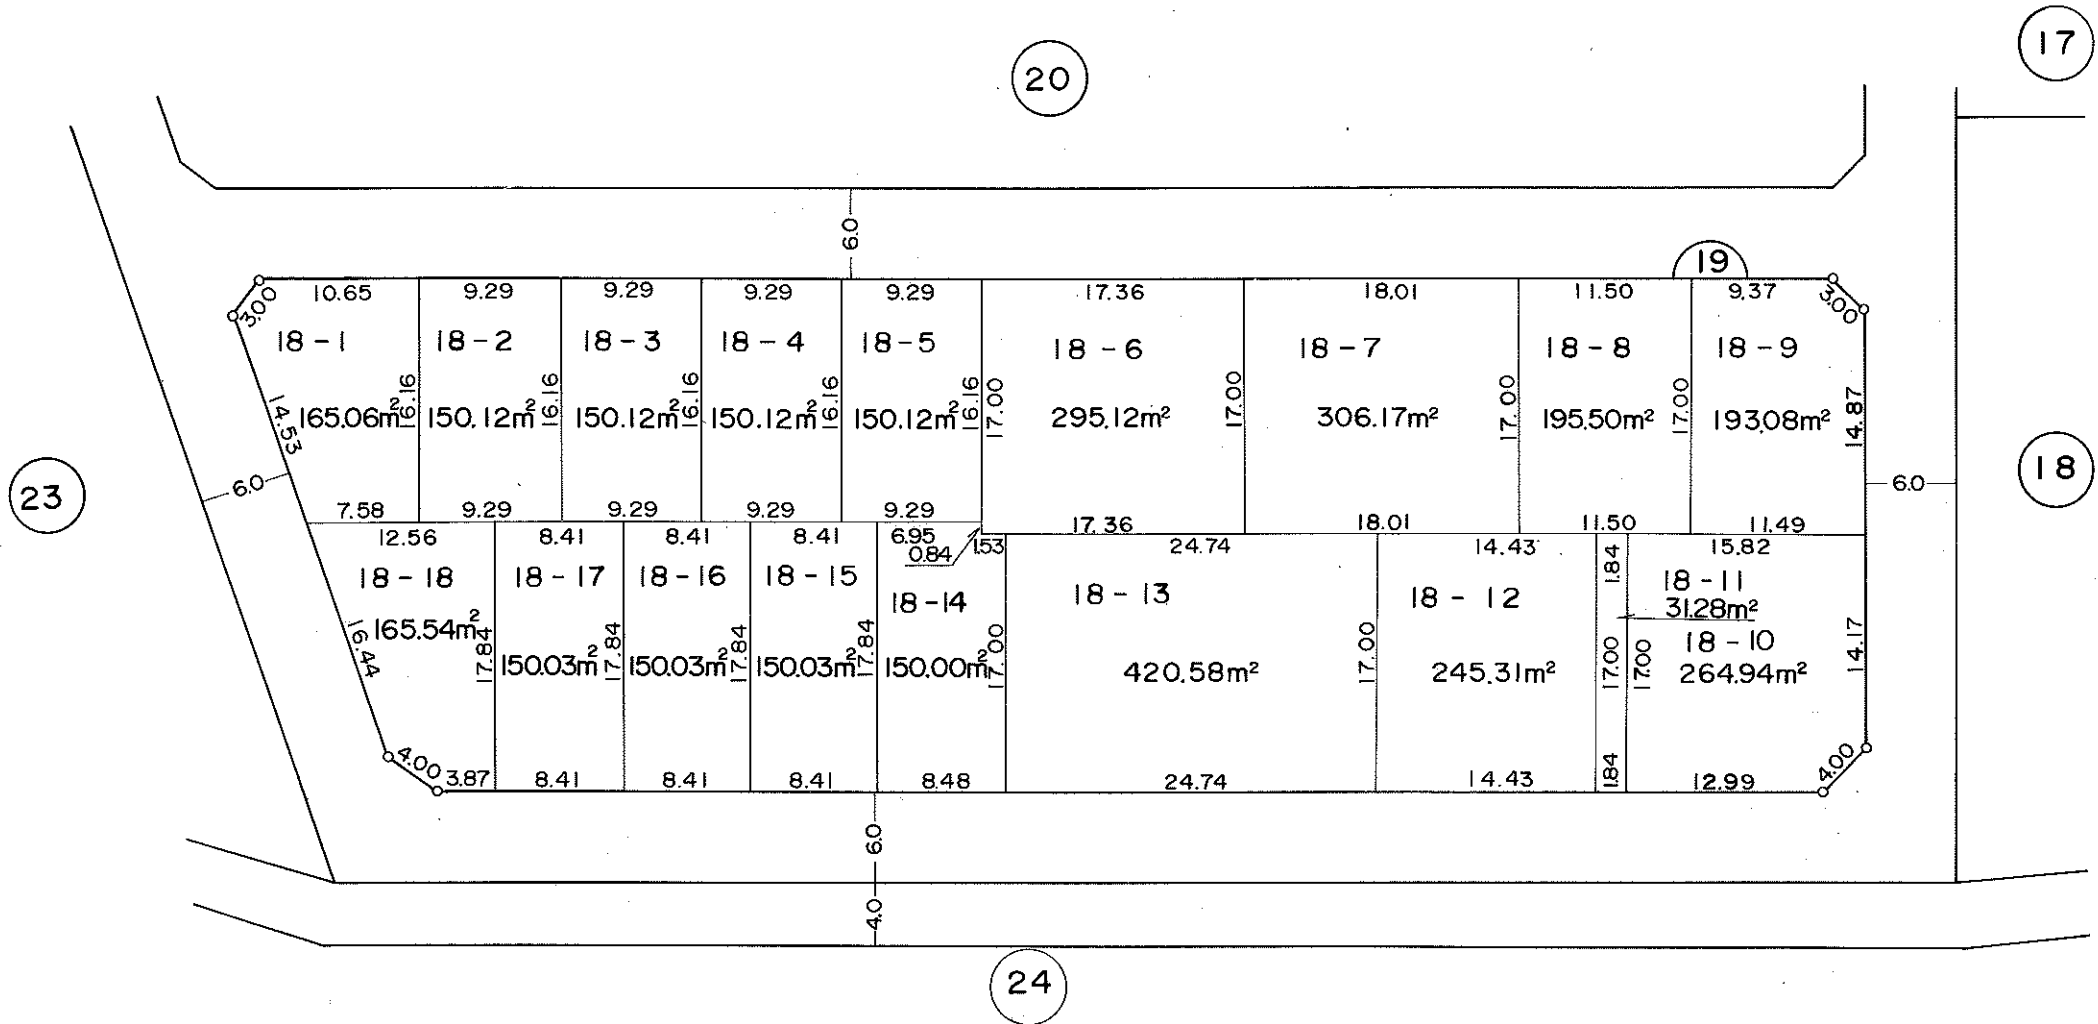 17
20
6.0
19
10.65 9.29 9.29 9.29 9.29 17.36 18.01 11.50 9.37
3.00 3.00
18-1 18-2 18-3 18-4 18-5 18-6 18-7 18-8 18-9
16.16 16.16 16.16 16.16 16.16 17.00 17.00 17.00 17.00 14.87
165.06m² 150.12m² 150.12m² 150.12m² 150.12m² 295.12m² 306.17m² 195.50m² 193.08m²
14.53
23 6.0 6.0 18
7.58 9.29 9.29 9.29 9.29 17.36 18.01 11.50 11.49
12.56 8.41 8.41 8.41 6.95 0.84 1.53 24.74 14.43 1.84 15.82
18-18 18-17 18-16 18-15 18-14 18-13 18-12 18-11
31.28m²
18-10
16.44 17.84 17.84 17.84 17.84 17.00 17.00 17.00 17.00 14.17
165.54m² 150.03m² 150.03m² 150.03m² 150.00m² 420.58m² 245.31m² 264.94m²
4.00 4.00
3.87 8.41 8.41 8.41 8.48 24.74 14.43 1.84 12.99
6.0
4.0
24